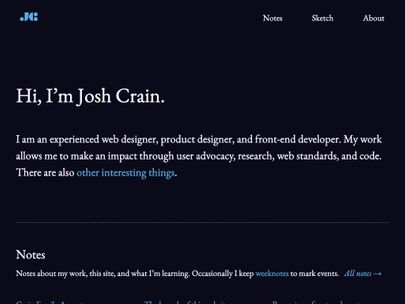 Notes Sketch About
Hi, I'm Josh Crain.
I am an experienced web designer, product designer, and front-end developer. My work
allows me to make an impact through user advocacy, research, web standards, and code.
There are also other interesting things.
Notes
Notes about my work, this site, and what I'm learning. Occasionally I keep weeknotes to mark events. All notes →